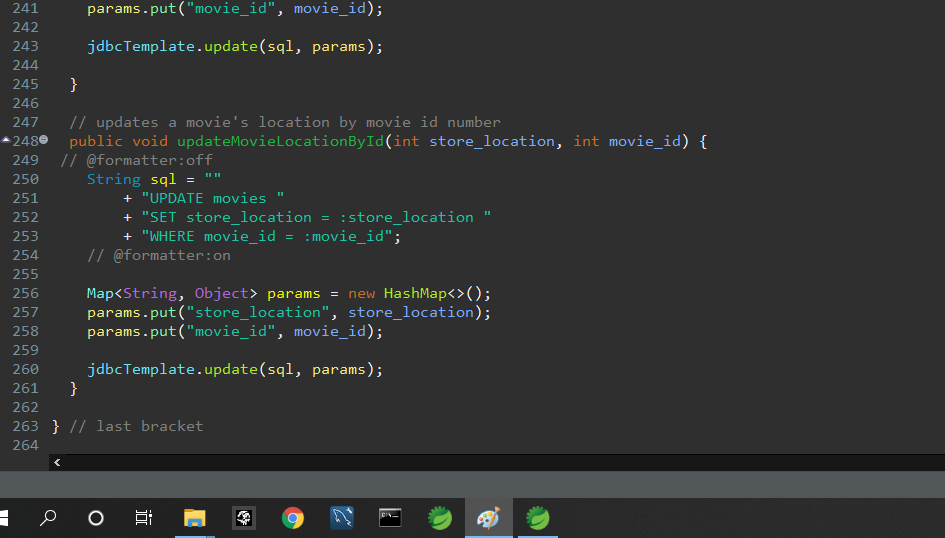 241 params.put("movie_id", movie_id);
242
243 jdbcTemplate.update(sql, params);
244
245 }
246
247 // updates a movie's location by movie id number
248 public void updateMovieLocationById(int store_location, int movie_id) {
249 // @formatter:off
250 String sql = ""
251 + "UPDATE movies "
252 + "SET store_location = :store_location "
253 + "WHERE movie_id = :movie_id";
254 // @formatter:on
255
256 Map<String, Object> params = new HashMap<>();
257 params.put("store_location", store_location);
258 params.put("movie_id", movie_id);
259
260 jdbcTemplate.update(sql, params);
261 }
262
263 } // last bracket
264